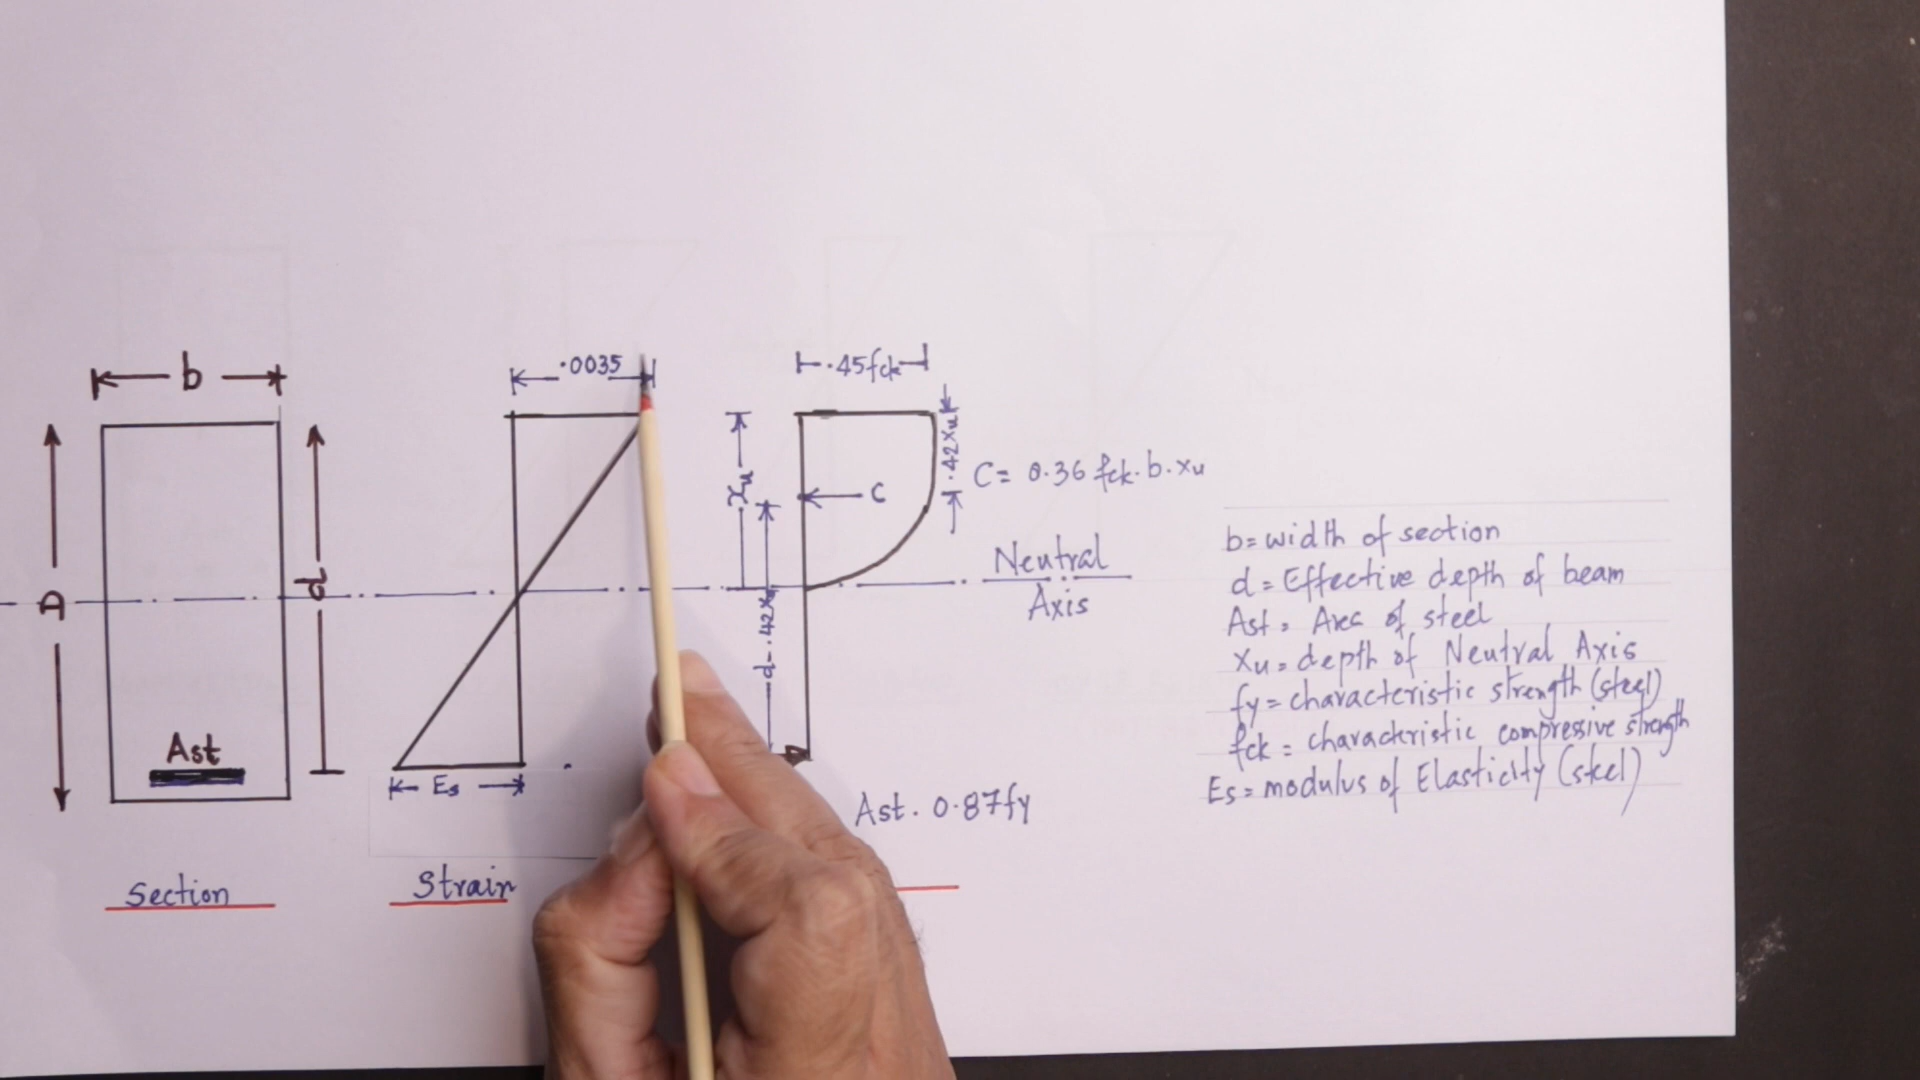 b
D
d
Ast
Section
.0035
Es
Strain
.45fck
xu
.42xu
C
C= 0.36 fck.b.xu
Neutral
Axis
Ast. 0.87fy
b= width of section
d = Effective depth of beam
Ast = Area of steel
Xu = depth of Neutral Axis
fy = characteristic strength (steel)
fck = characteristic compressive strength
Es = modulus of Elasticity (steel)